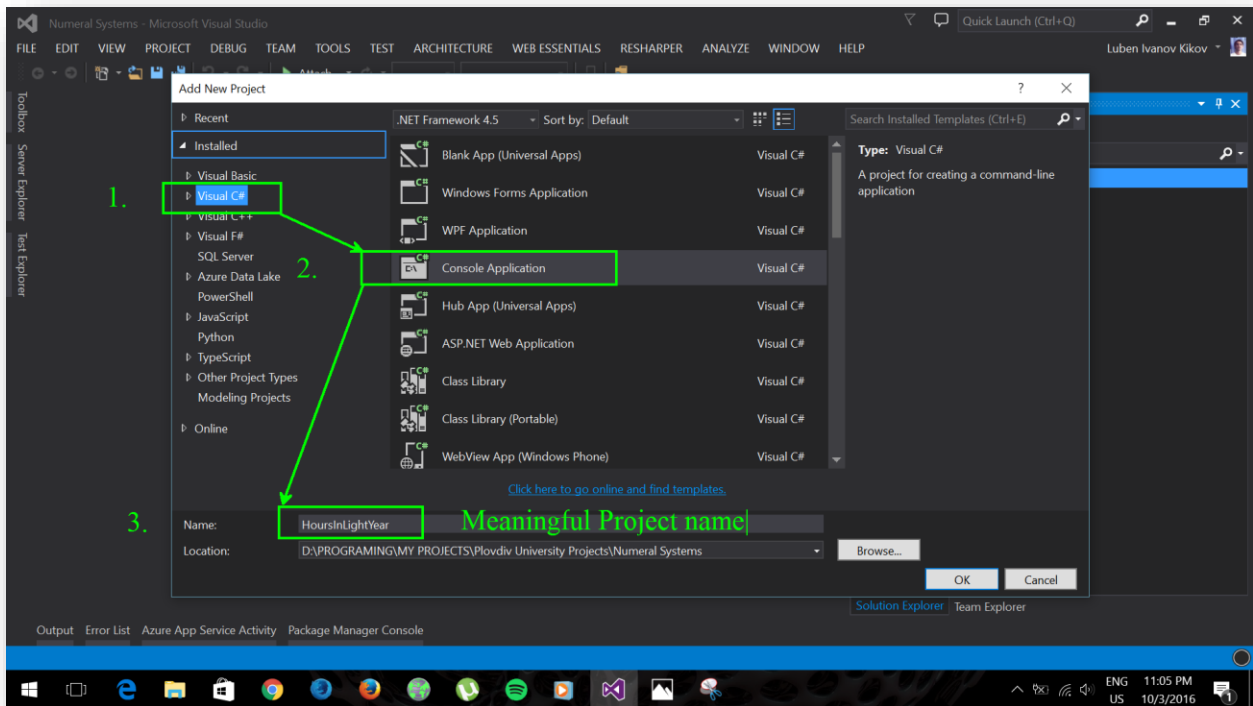 Numeral Systems - Microsoft Visual Studio
Quick Launch (Ctrl+Q)
FILE EDIT VIEW PROJECT DEBUG TEAM TOOLS TEST ARCHITECTURE WEB ESSENTIALS RESHARPER ANALYZE WINDOW HELP
Luben Ivanov Kikov
Attach
Toolbox
Server Explorer
Test Explorer
Add New Project
? 
Recent
.NET Framework 4.5
Sort by: Default
Search Installed Templates (Ctrl+E)
Installed
Visual Basic
1.
Visual C#
Visual C++
Visual F#
SQL Server
2.
Azure Data Lake
PowerShell
JavaScript
Python
TypeScript
Other Project Types
Modeling Projects
Online
Blank App (Universal Apps) Visual C#
Windows Forms Application Visual C#
WPF Application Visual C#
Console Application Visual C#
Hub App (Universal Apps) Visual C#
ASP.NET Web Application Visual C#
Class Library Visual C#
Class Library (Portable) Visual C#
WebView App (Windows Phone) Visual C#
Type: Visual C#
A project for creating a command-line
application
Click here to go online and find templates.
3.
Name: HoursInLightYear
Meaningful Project name
Location: D:\PROGRAMING\MY PROJECTS\Plovdiv University Projects\Numeral Systems
Browse...
OK Cancel
Solution Explorer Team Explorer
Output Error List Azure App Service Activity Package Manager Console
ENG 11:05 PM
US 10/3/2016